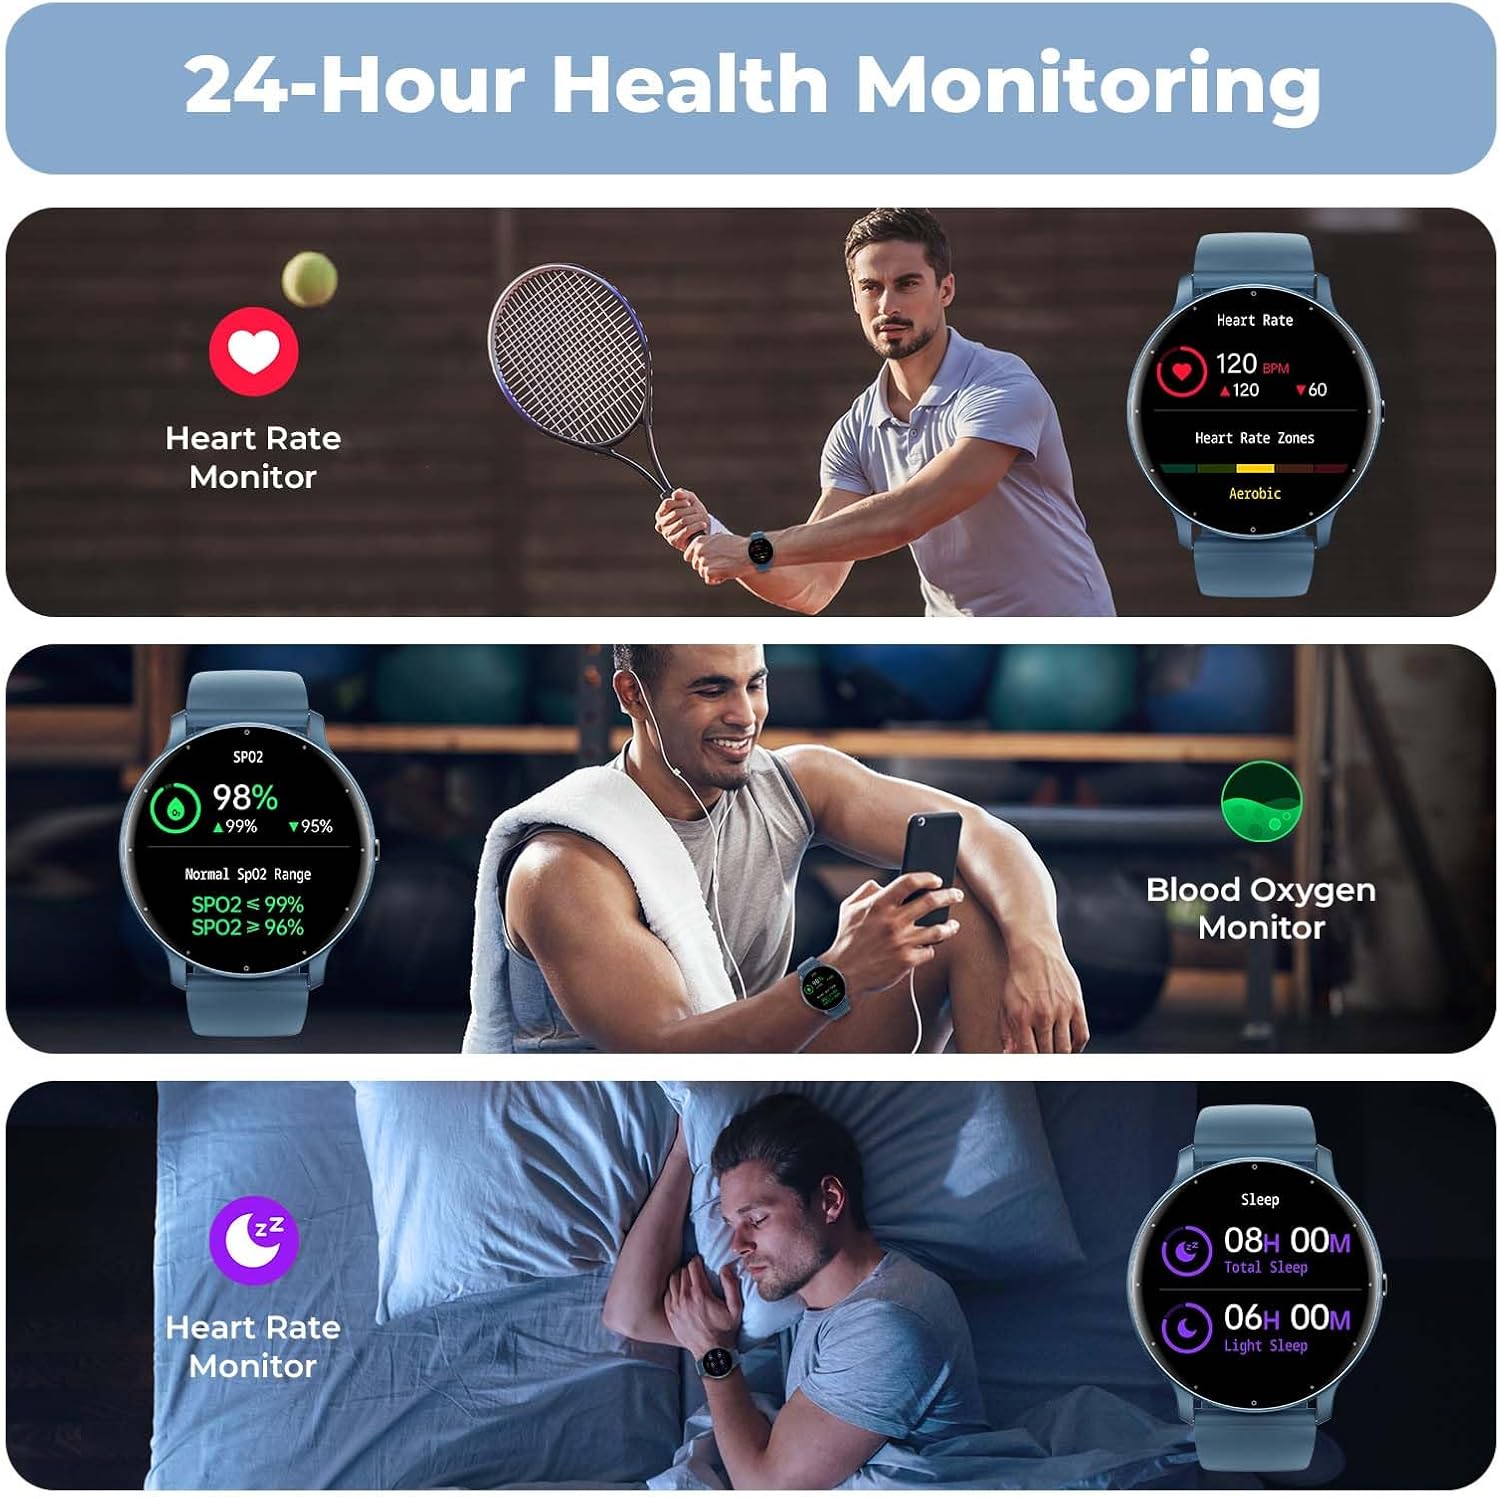 24-Hour Health Monitoring
Heart Rate
Monitor
Heart Rate
120 BPM
▲120 ▼60
Heart Rate Zones
Aerobic
SPO2
98%
▲99% ▼95%
Normal SpO2 Range
SPO2 ≤ 99%
SPO2 ≥ 96%
Blood Oxygen
Monitor
Heart Rate
Monitor
Sleep
08H 00M
Total Sleep
06H 00M
Light Sleep